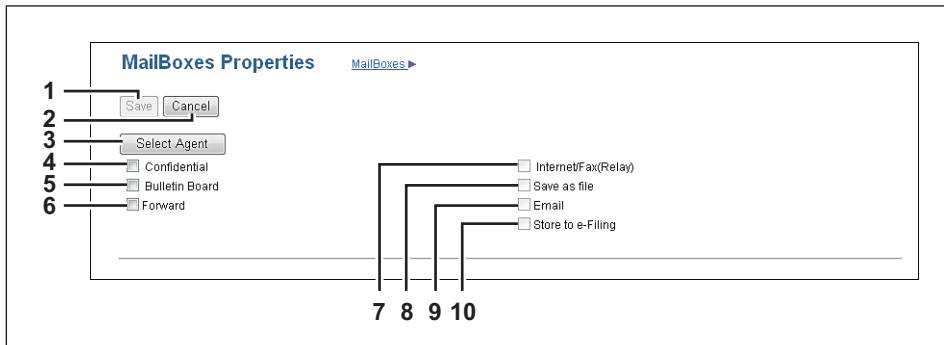 MailBoxes Properties MailBoxes ▶
1
Save Cancel
2
3 Select Agent
4 Confidential Internet/Fax(Relay)
5 Bulletin Board Save as file
6 Forward Email
Store to e-Filing
7 8 9 10